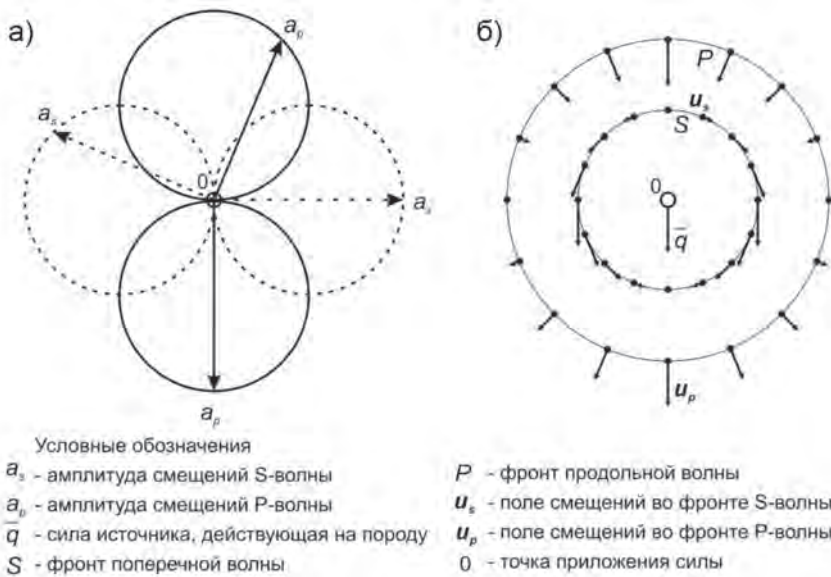 а)
a_p
a_s
0
a_s
a_p
б)
P
u_s
S
0
q̄
u_p
Условные обозначения
a_s - амплитуда смещений S-волны
a_p - амплитуда смещений P-волны
q̄ - сила источника, действующая на породу
S - фронт поперечной волны
P - фронт продольной волны
u_s - поле смещений во фронте S-волны
u_p - поле смещений во фронте P-волны
0 - точка приложения силы